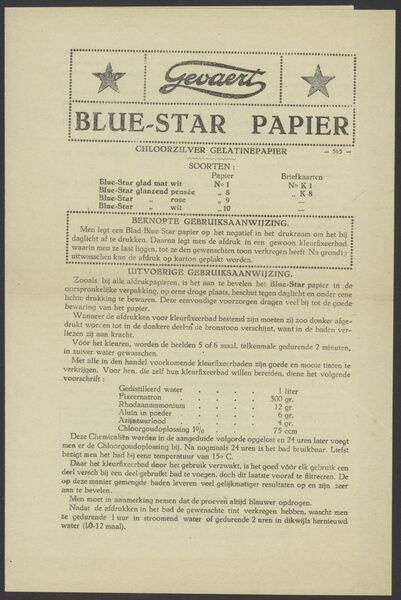 Gevaert
BLUE-STAR PAPIER
CHLOORZILVER GELATINEPAPIER — 505 —
SOORTEN :
Papier Briefkaarten
Blue-Star glad mat wit No 1 No K 1
Blue-Star glanzend pensée „ 8 „ K 8
Blue-Star „ rose „ 9 —
Blue-Star „ wit „ 10 —
BEKNOPTE GEBRUIKSAANWIJZING.
Men legt een Blad Blue-Star papier op het negatief in het drukraam om het bij
daglicht af te drukken. Daarna legt men de afdruk in een gewoon kleurfixeerbad
waarin men ze laat liggen, tot ze den gewenschten toon verkregen heeft. Na grondig
uitwasschen kan de afdruk op karton geplakt worden.
UITVOERIGE GEBRUIKSAANWIJZING.
Zooals bij alle afdrukpapieren, is het aan te bevelen het Blue-Star papier in de
oorspronkelijke verpakking, op eene droge plaats, beschut tegen daglicht en onder eene
lichte drukking te bewaren. Deze eenvoudige voorzorgen dragen veel bij tot de goede
bewaring van het papier.
Wanneer de afdrukken voor kleurfixeerbad bestemd zijn moeten zij zoo donker afge-
drukt worden tot in de donkere deelen de bronstoon verschijnt, want in de baden ver-
liezen zij aan kracht.
Vóór het kleuren, worden de beelden 5 of 6 maal, telkenmale gedurende 2 minuten,
in zuiver water gewasschen.
Met alle in den handel voorkomende kleurfixeerbaden zijn goede en mooie tinten te
verkrijgen. Voor hen, die zelf hun kleurfixeerbad willen bereiden, diene het volgende
voorschrift :
Gedistilleerd water . . . . 1 liter
Fixeernatron . . . . 300 gr.
Rhodaanammonium . . . . 12 gr.
Aluin in poeder . . . . 6 gr.
Azijnzuurlood . . . . 4 gr.
Chloorgoudoplossing 1% . . . . 75 ccm
Deze Chemicaliën worden in de aangeduide volgorde opgelost en 24 uren later voegt
men er de Chloorgoudoplossing bij. Na nogmaals 24 uren is het bad bruikbaar. Liefst
bezigt men het bad bij eene temperatuur van 15° C.
Daar het kleurfixeerbad door het gebruik verzwakt, is het goed vóór elk gebruik een
deel versch bij een deel gebruikt bad te voegen, doch dit laatste vooraf te filtreeren. De
op deze manier gemengde baden leveren veel gelijkmatiger resultaten op en zijn zeer
aan te bevelen.
Men moet in aanmerking nemen dat de proeven altijd blauwer opdrogen.
Nadat de afdrukken in het bad de gewenschte tint verkregen hebben, wascht men
ze gedurende 1 uur in stroomend water of gedurende 2 uren in dikwijls hernieuwd
water (10-12 maal).